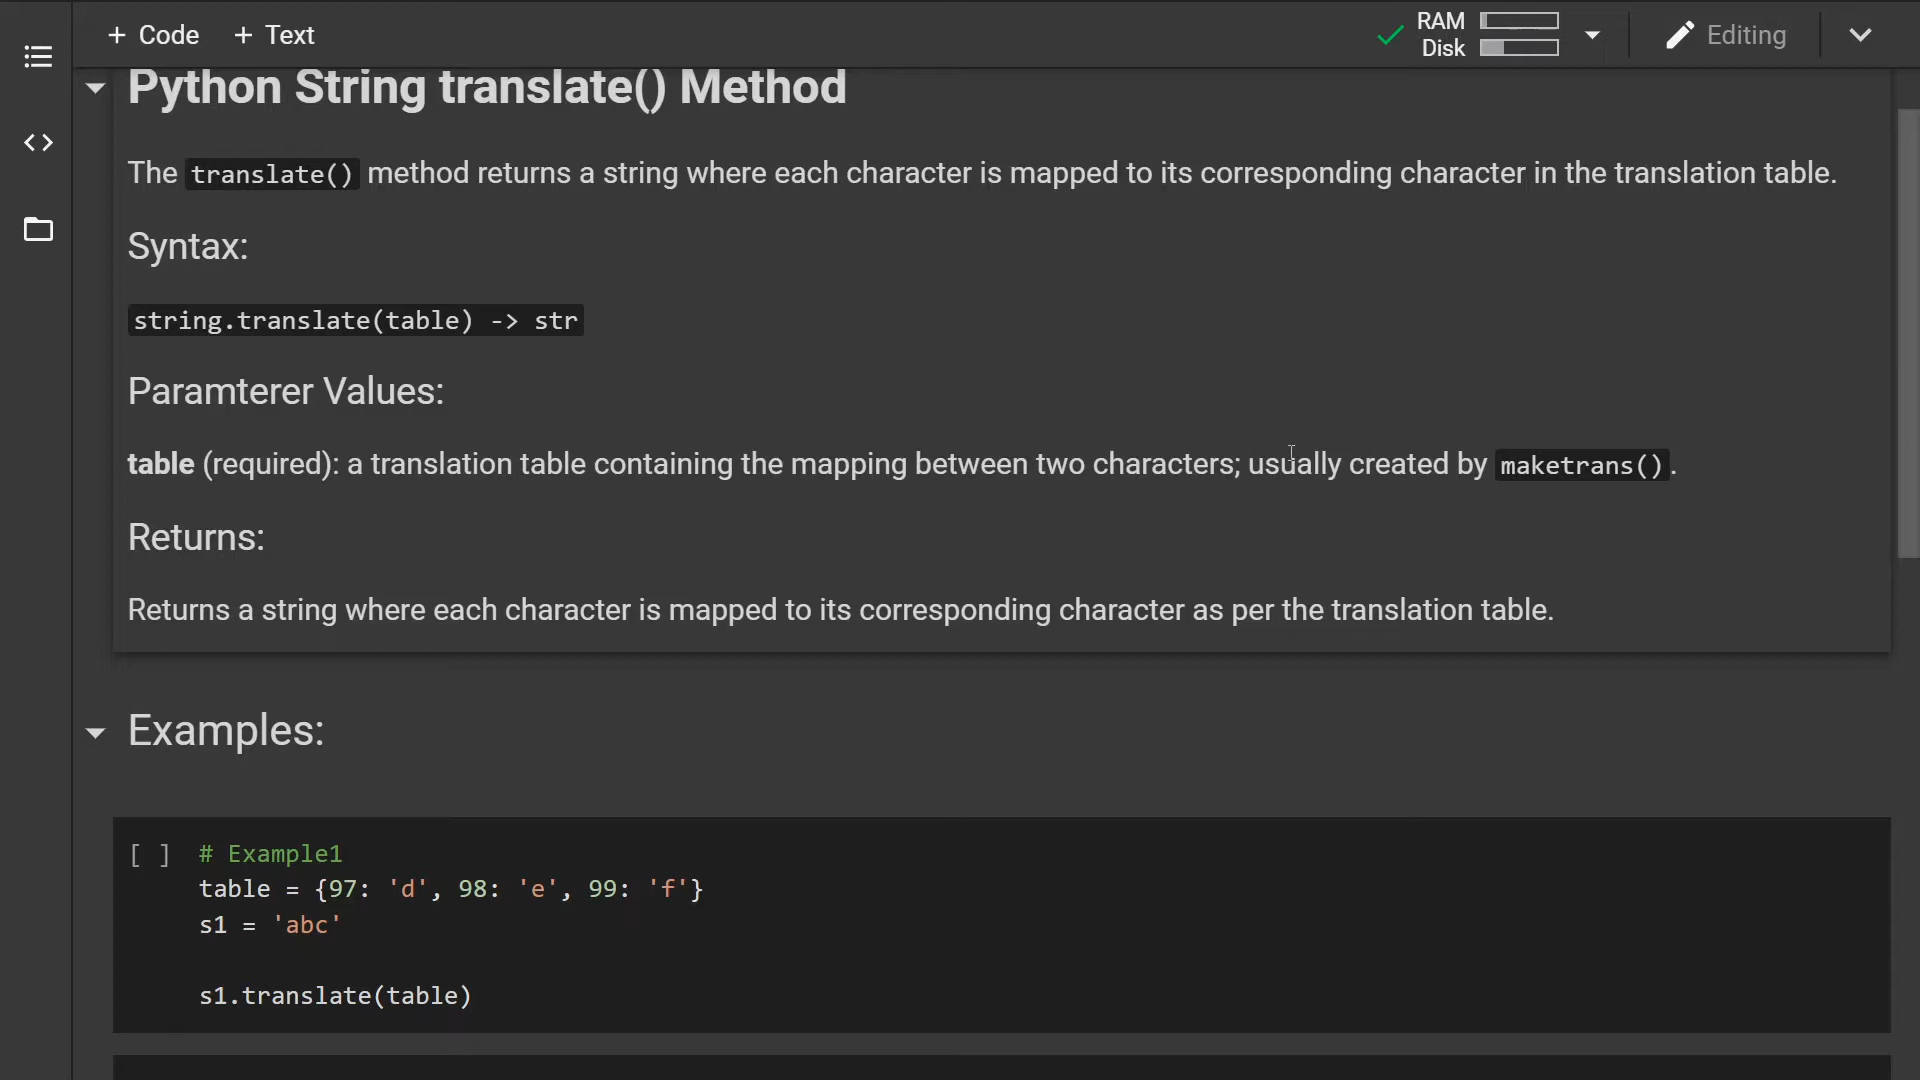 + Code + Text
RAM
Disk
Editing
Python String translate() Method
The translate() method returns a string where each character is mapped to its corresponding character in the translation table.
Syntax:
string.translate(table) -> str
Paramterer Values:
table (required): a translation table containing the mapping between two characters; usually created by maketrans().
Returns:
Returns a string where each character is mapped to its corresponding character as per the translation table.
Examples:
[ ] # Example1
table = {97: 'd', 98: 'e', 99: 'f'}
s1 = 'abc'
s1.translate(table)